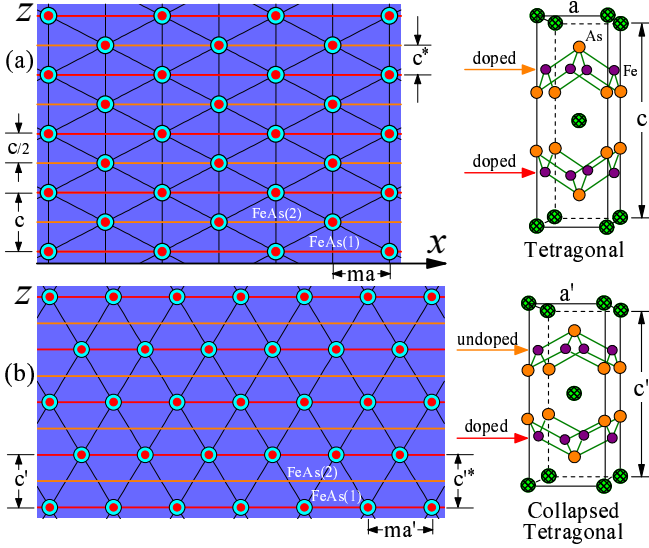 z
a
(a)
c*
As
doped
Fe
c/2
c
doped
c
FeAs(2)
FeAs(1)
x
ma
Tetragonal
z
a'
(b)
undoped
c'
doped
c'
FeAs(2)
FeAs(1)
c'*
ma'
Collapsed
Tetragonal